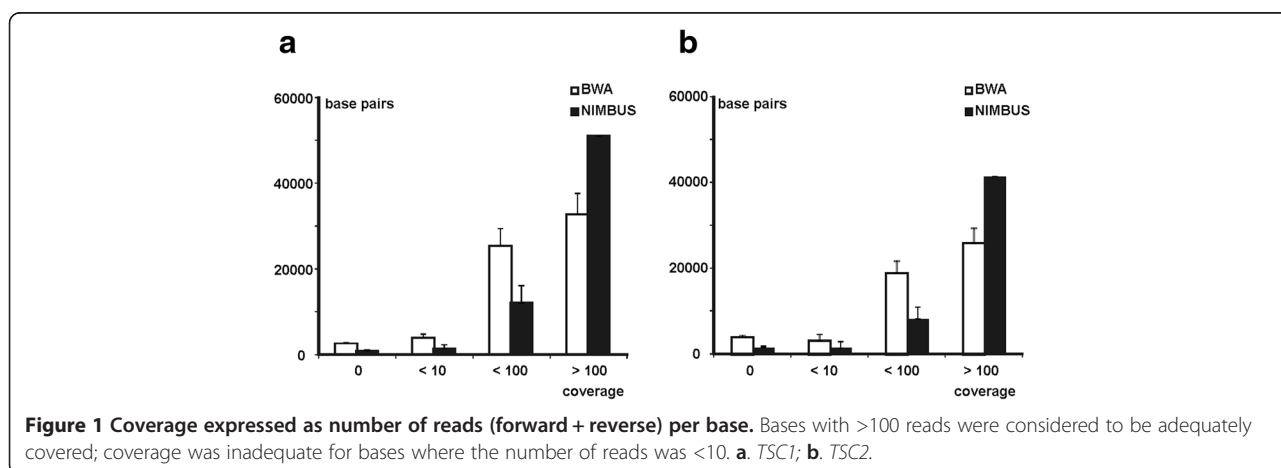 a
BWA
NIMBUS
base pairs
60000
40000
20000
0
0 < 10 < 100 > 100
coverage
b
BWA
NIMBUS
base pairs
60000
40000
20000
0
0 < 10 < 100 > 100
coverage
Figure 1 Coverage expressed as number of reads (forward + reverse) per base. Bases with >100 reads were considered to be adequately
covered; coverage was inadequate for bases where the number of reads was <10. a. TSC1; b. TSC2.